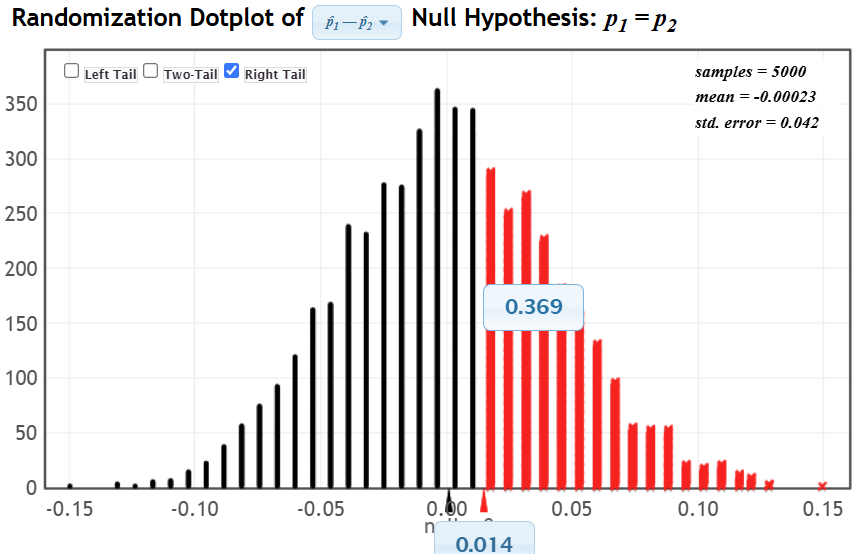 Randomization Dotplot of p̂₁—p̂₂ ▾ Null Hypothesis: p₁ = p₂
Left Tail Two-Tail Right Tail
samples = 5000
mean = -0.00023
std. error = 0.042
350
300
250
200
150
100
50
0
0.369
-0.15 -0.10 -0.05 0.00 0.05 0.10 0.15
0.014